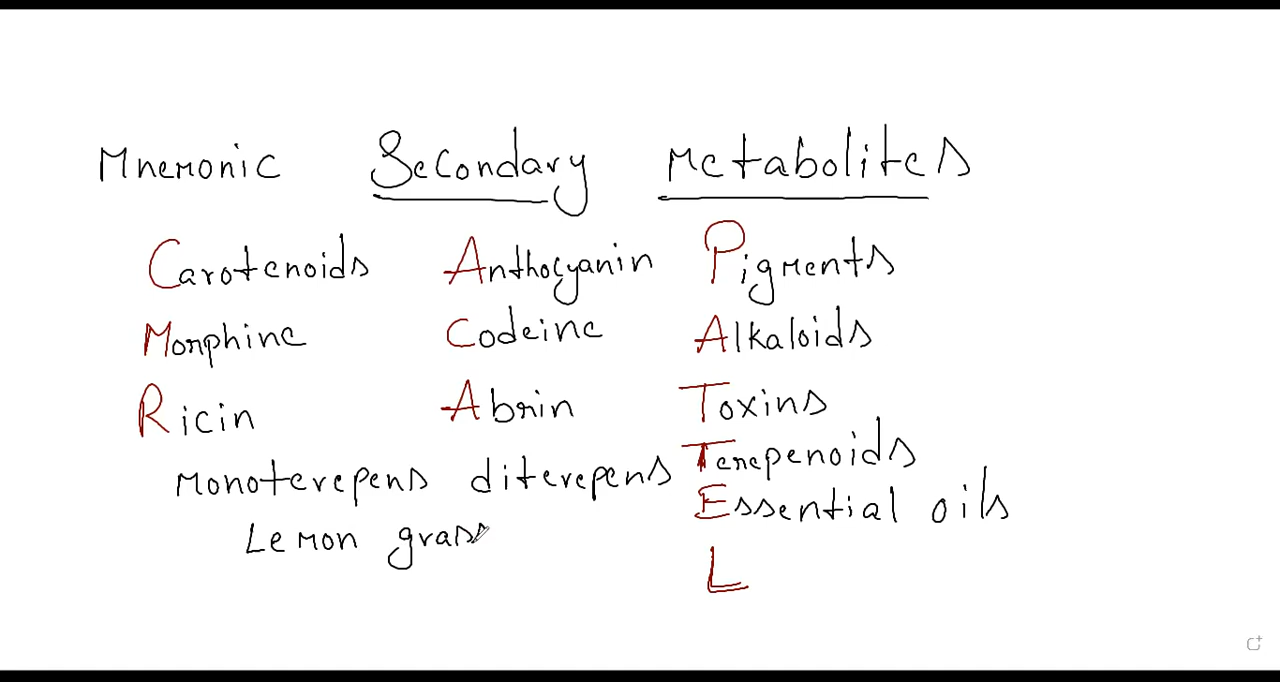 Mnemonic Secondary Metabolites
Carotenoids Anthocyanin Pigments
Morphine Codeine Alkaloids
Ricin Abrin Toxins
Monoterepens diterepens Terepenoids
Essential oils
Lemon grass
L